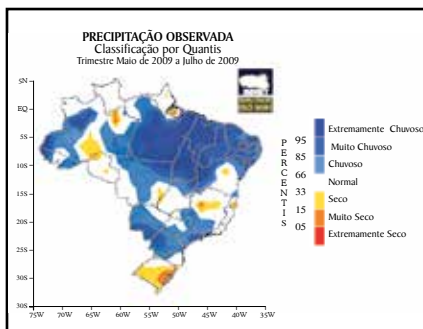 PRECIPITAÇÃO OBSERVADA
Classificação por Quantis
Trimestre Maio de 2009 a Julho de 2009
5N
EQ
5S
10S
15S
20S
25S
30S
75W 70W 65W 60W 55W 50W 45W 40W 35W
PERCENTIS
95
85
66
33
15
05
Extremamente Chuvoso
Muito Chuvoso
Chuvoso
Normal
Seco
Muito Seco
Extremamente Seco